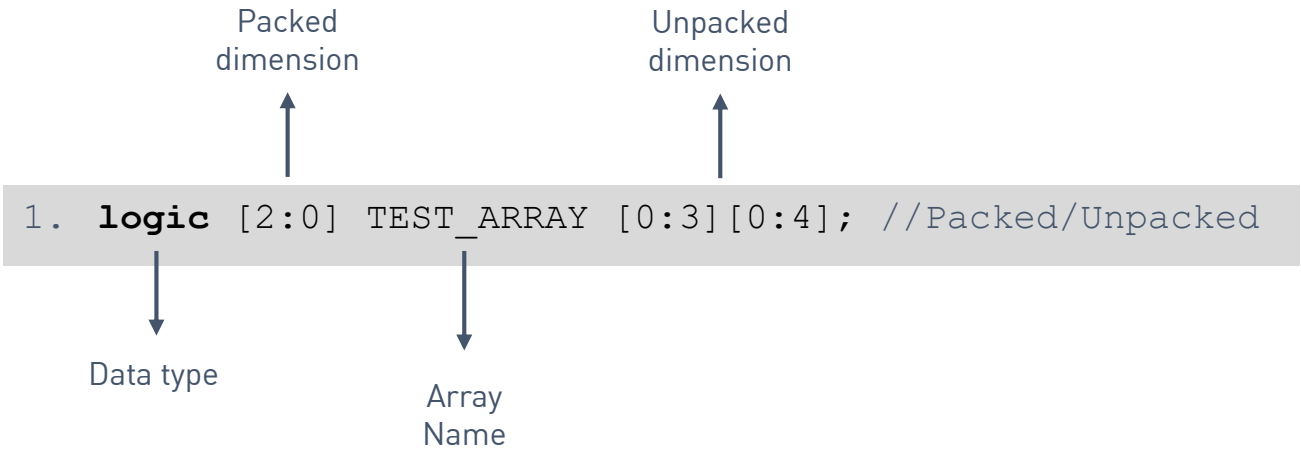 Packed
dimension
Unpacked
dimension
1. logic [2:0] TEST_ARRAY [0:3][0:4]; //Packed/Unpacked
Data type
Array
Name